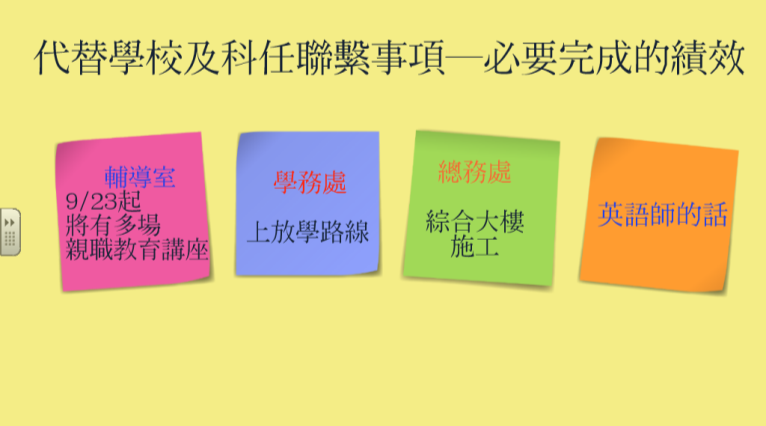 代替學校及科任聯繫事項—必要完成的績效
輔導室
9/23起
將有多場
親職教育講座
學務處
上放學路線
總務處
綜合大樓
施工
英語師的話